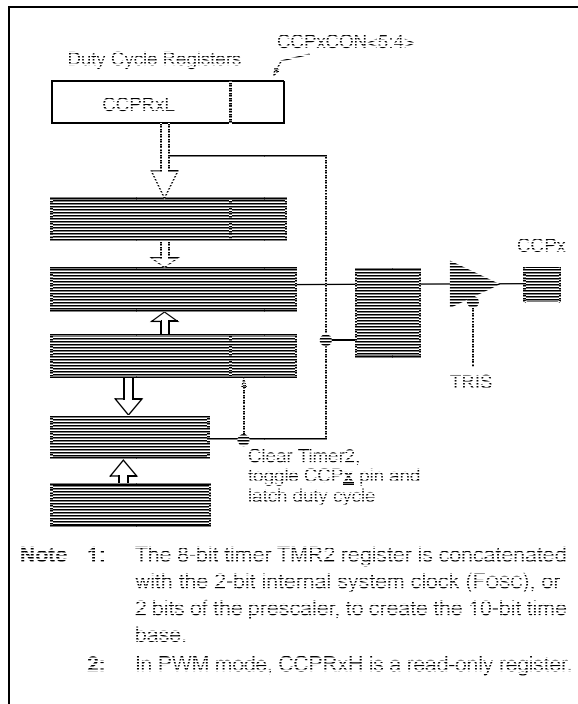 CCPxCON<5:4>
Duty Cycle Registers
CCPRxL
CCPx
TRIS
Clear Timer2,
toggle CCPx pin and
latch duty cycle
Note 1: The 8-bit timer TMR2 register is concatenated
with the 2-bit internal system clock (FOSC), or
2 bits of the prescaler, to create the 10-bit time
base.
2: In PWM mode, CCPRxH is a read-only register.